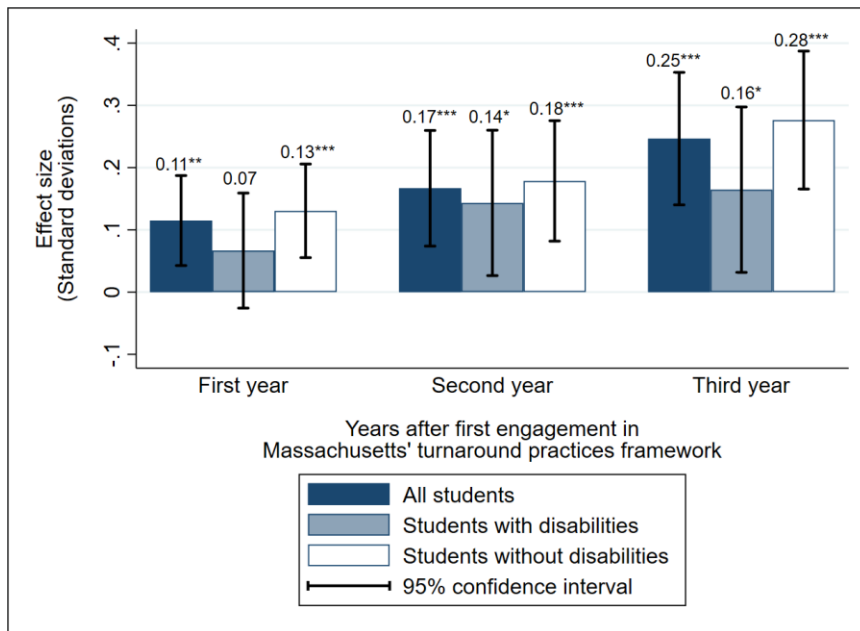 Effect size
(Standard deviations)
.4
.3
.2
.1
0
-.1
0.11**
0.07
0.13***
0.17***
0.14*
0.18***
0.25***
0.16*
0.28***
First year
Second year
Third year
Years after first engagement in
Massachusetts' turnaround practices framework
All students
Students with disabilities
Students without disabilities
95% confidence interval